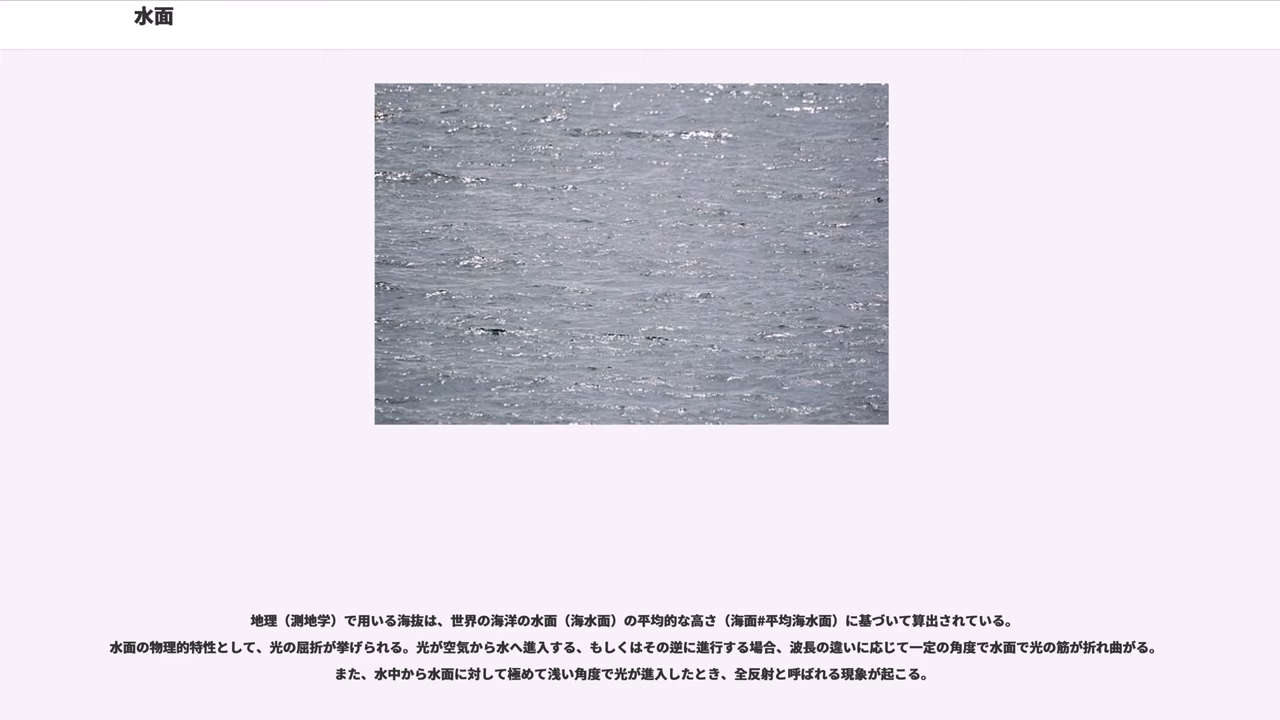 水面
地理（測地学）で用いる海抜は、世界の海洋の水面（海水面）の平均的な高さ（海面#平均海水面）に基づいて算出されている。
水面の物理的特性として、光の屈折が挙げられる。光が空気から水へ進入する、もしくはその逆に進行する場合、波長の違いに応じて一定の角度で水面で光の筋が折れ曲がる。
また、水中から水面に対して極めて浅い角度で光が進入したとき、全反射と呼ばれる現象が起こる。